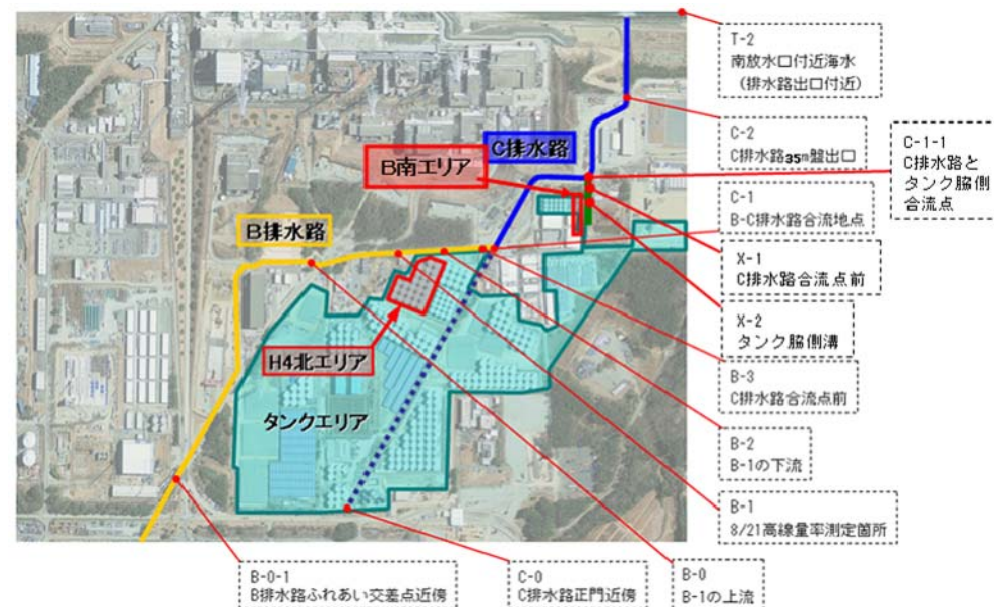 T-2
南放水口付近海水
(排水路出口付近)
C-2
C排水路35m盤出口
C-1-1
C排水路と
タンク脇側溝
合流点
C-1
B-C排水路合流地点
X-1
C排水路合流点前
X-2
タンク脇側溝
B-3
C排水路合流点前
B-2
B-1の下流
B-1
8/21高線量率測定箇所
C排水路
B南エリア
B排水路
H4北エリア
タンクエリア
B-0-1
B排水路ふれあい交差点近傍
C-0
C排水路正門近傍
B-0
B-1の上流